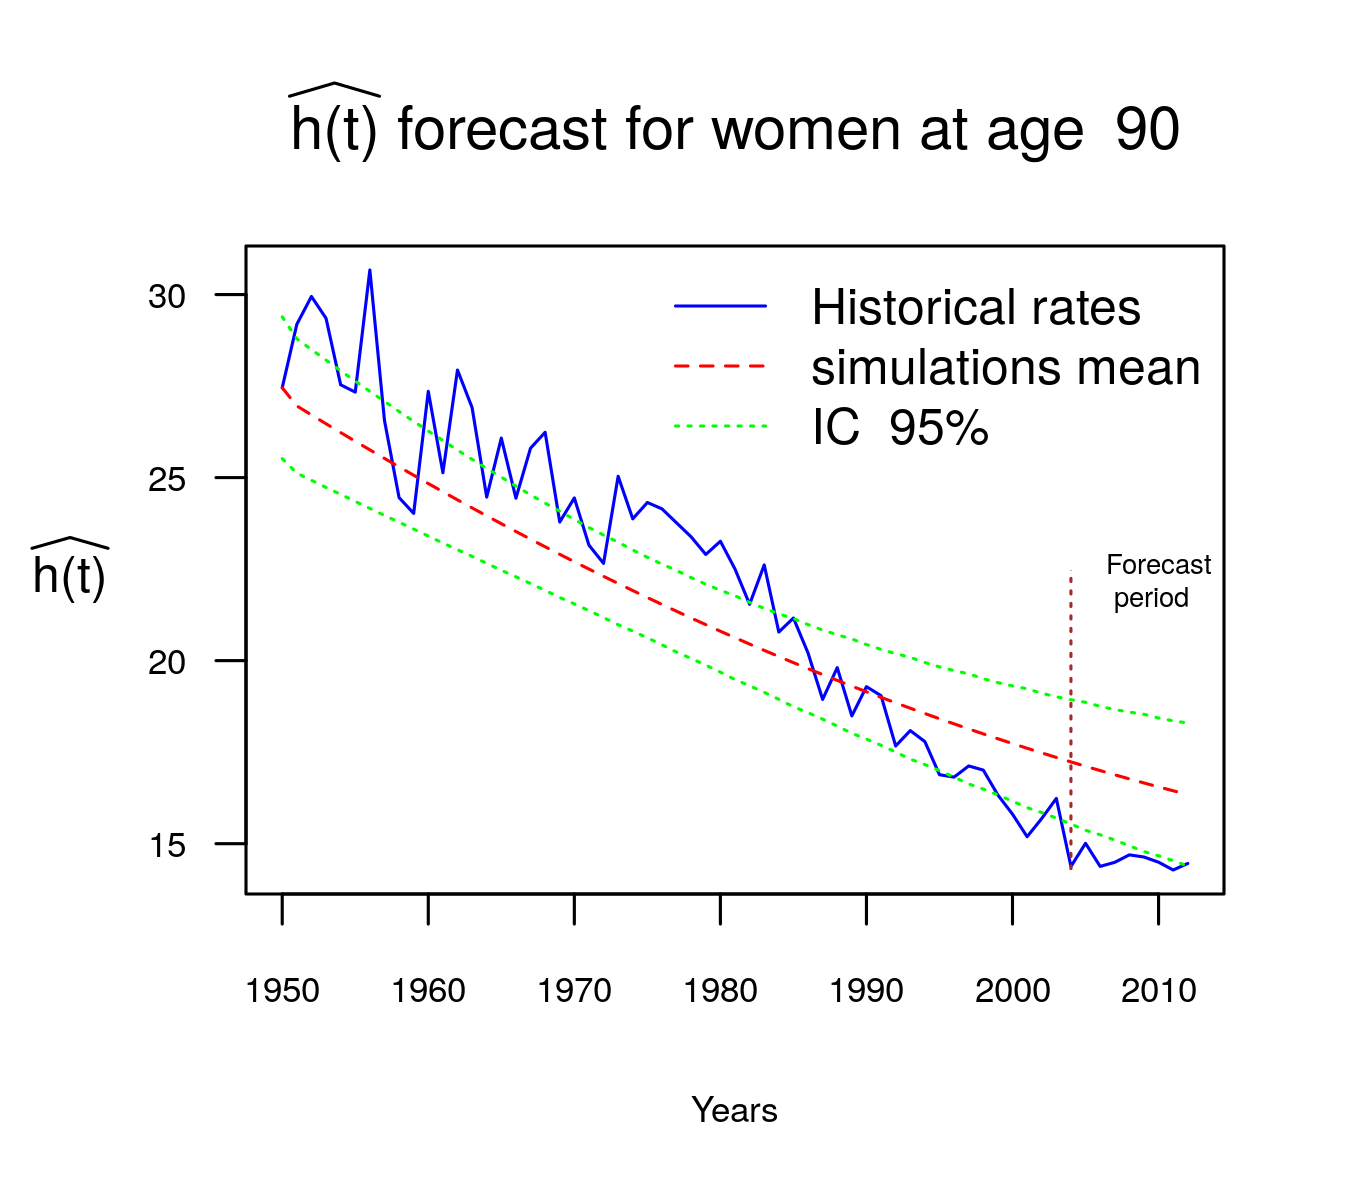 h(t) forecast for women at age 90
Historical rates
simulations mean
IC 95%
30
25
20
15
h(t)
Forecast
period
1950 1960 1970 1980 1990 2000 2010
Years